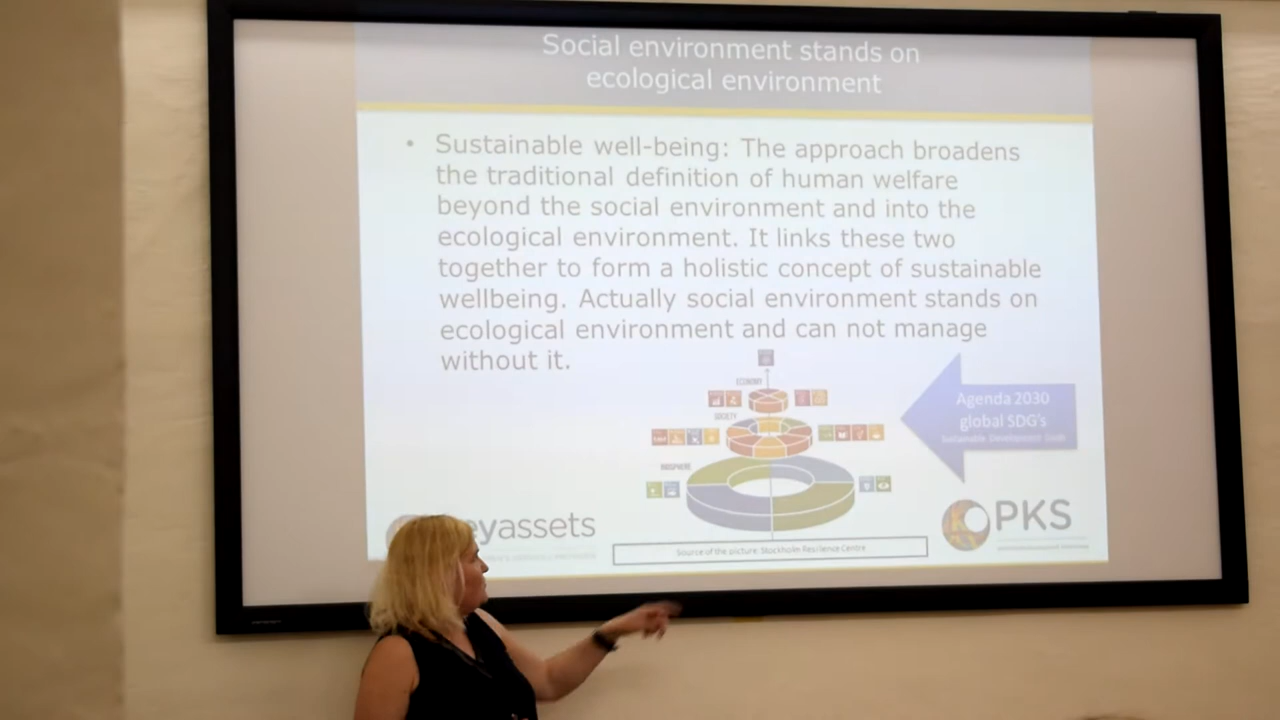 Social environment stands on
ecological environment
• Sustainable well-being: The approach broadens
the traditional definition of human welfare
beyond the social environment and into the
ecological environment. It links these two
together to form a holistic concept of sustainable
wellbeing. Actually social environment stands on
ecological environment and can not manage
without it.
ECONOMY
SOCIETY
BIOSPHERE
Agenda 2030
global SDG's
eyassets
PKS
Source of the picture: Stockholm Resilience Centre